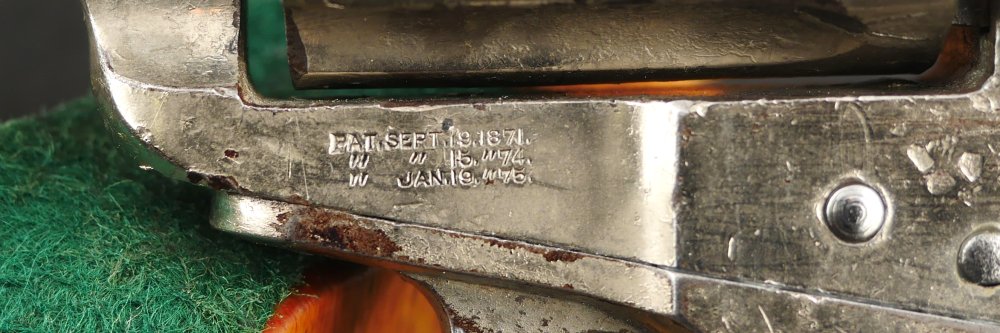 PAT. SEPT. 19. 1871.
" " 15. " 74.
" JAN. 19. " 75.